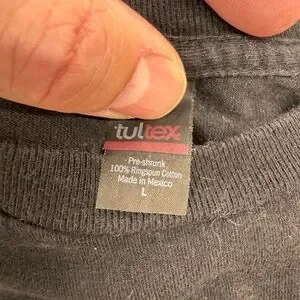 tultex
Pre-shrunk
100% Ringspun Cotton
Made in Mexico
L